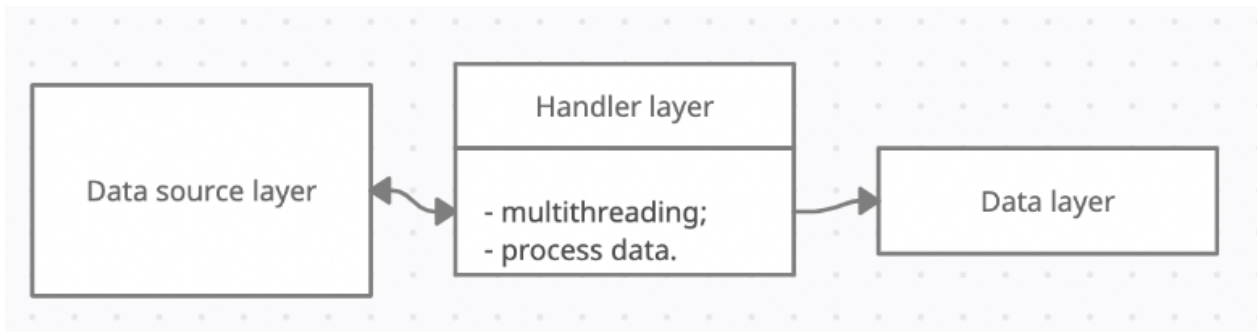 Data source layer
Handler layer
- multithreading;
- process data.
Data layer